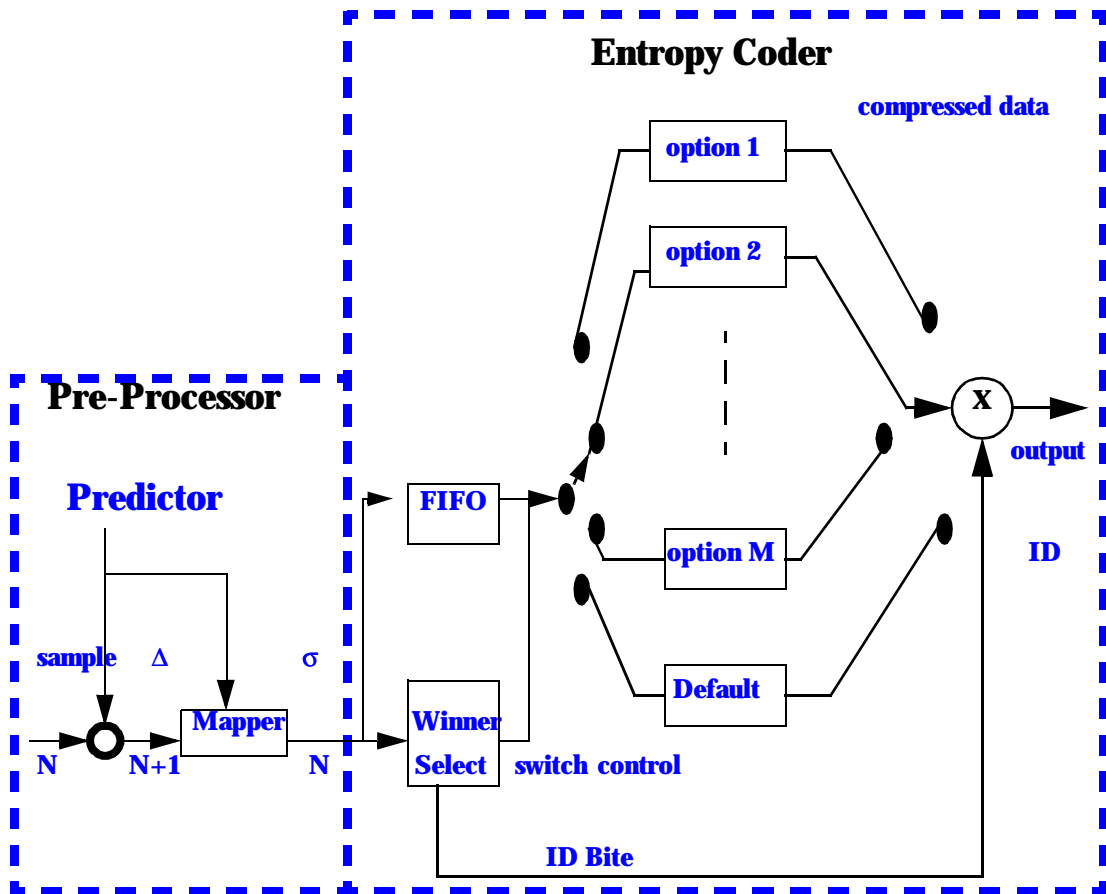 Entropy Coder
compressed data
option 1
option 2
Pre-Processor
X
output
Predictor
FIFO
option M
ID
sample Δ σ
Default
Mapper
Winner
Select
N N+1 N
switch control
ID Bite